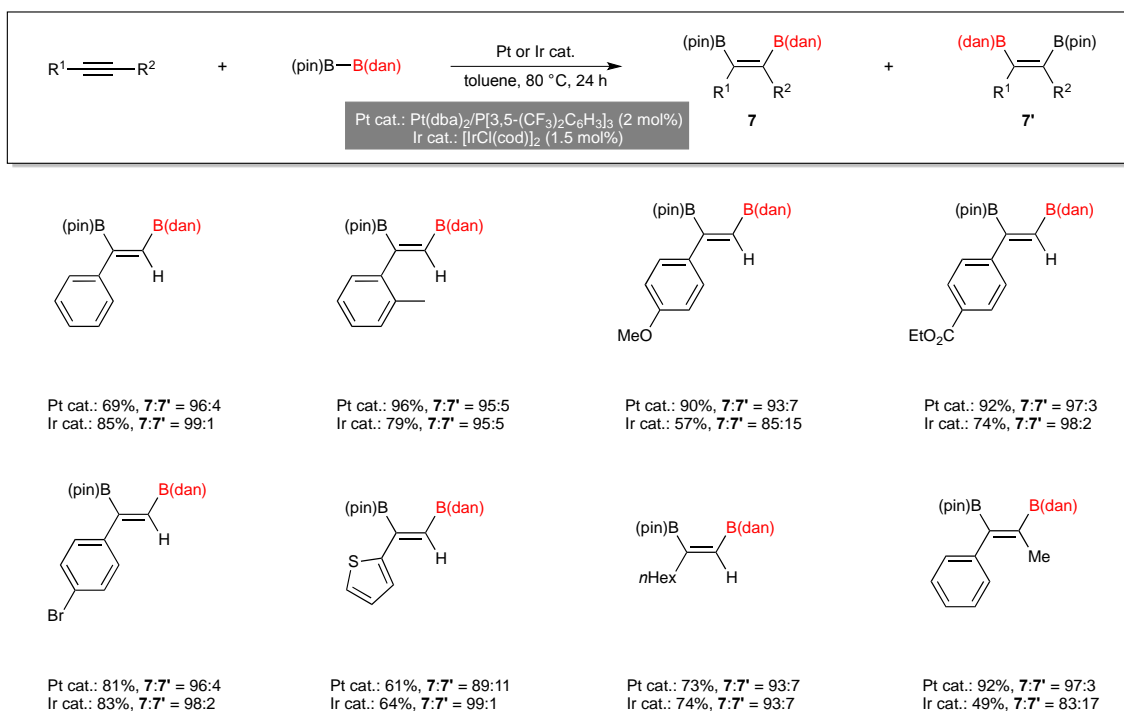 R1
R2
+
(pin)B
B(dan)
Pt or Ir cat.
toluene, 80 °C, 24 h
Pt cat.: Pt(dba)2/P[3,5-(CF3)2C6H3]3 (2 mol%)
Ir cat.: [IrCl(cod)]2 (1.5 mol%)
(pin)B B(dan)
R1 R2
7
+
(dan)B B(pin)
R1 R2
7'
(pin)B B(dan)
H
Pt cat.: 69%, 7:7' = 96:4
Ir cat.: 85%, 7:7' = 99:1
(pin)B B(dan)
H
Pt cat.: 96%, 7:7' = 95:5
Ir cat.: 79%, 7:7' = 95:5
(pin)B B(dan)
H
MeO
Pt cat.: 90%, 7:7' = 93:7
Ir cat.: 57%, 7:7' = 85:15
(pin)B B(dan)
H
EtO2C
Pt cat.: 92%, 7:7' = 97:3
Ir cat.: 74%, 7:7' = 98:2
(pin)B B(dan)
H
Br
Pt cat.: 81%, 7:7' = 96:4
Ir cat.: 83%, 7:7' = 98:2
(pin)B B(dan)
H
S
Pt cat.: 61%, 7:7' = 89:11
Ir cat.: 64%, 7:7' = 99:1
(pin)B B(dan)
nHex H
Pt cat.: 73%, 7:7' = 93:7
Ir cat.: 74%, 7:7' = 93:7
(pin)B B(dan)
Me
Pt cat.: 92%, 7:7' = 97:3
Ir cat.: 49%, 7:7' = 83:17